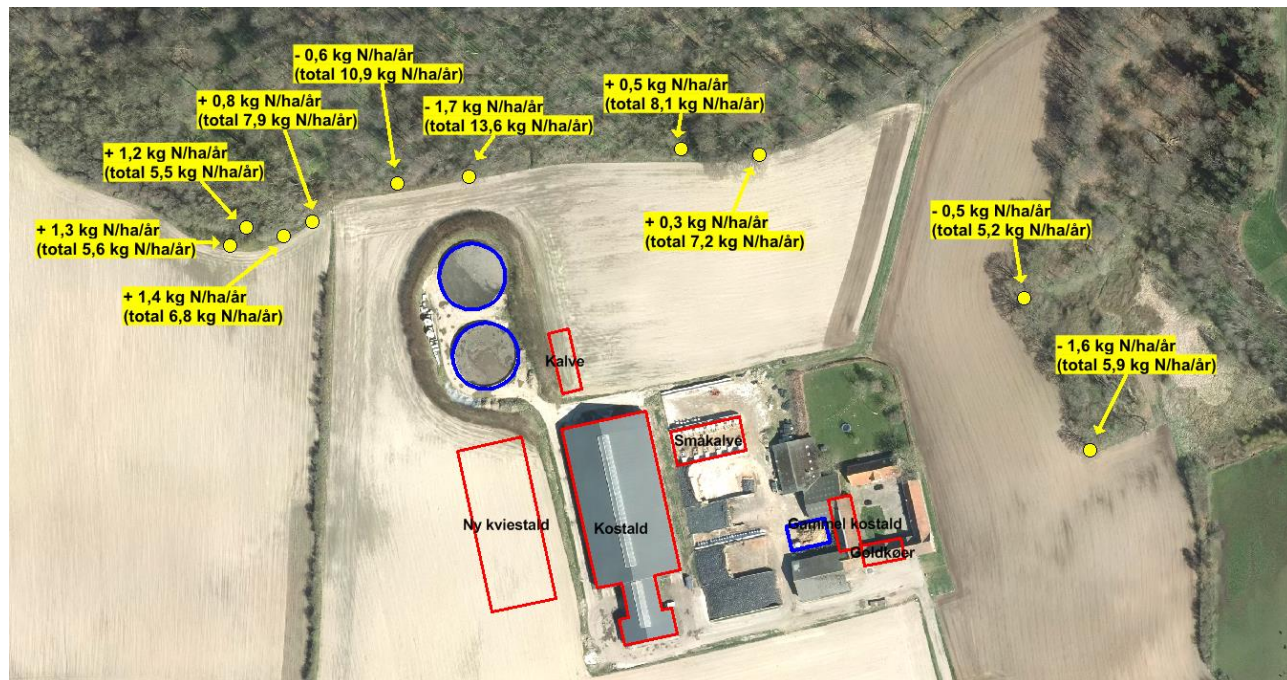 - 0,6 kg N/ha/år
(total 10,9 kg N/ha/år)
+ 0,8 kg N/ha/år
(total 7,9 kg N/ha/år)
- 1,7 kg N/ha/år
(total 13,6 kg N/ha/år)
+ 0,5 kg N/ha/år
(total 8,1 kg N/ha/år)
+ 1,2 kg N/ha/år
(total 5,5 kg N/ha/år)
+ 1,3 kg N/ha/år
(total 5,6 kg N/ha/år)
+ 1,4 kg N/ha/år
(total 6,8 kg N/ha/år)
+ 0,3 kg N/ha/år
(total 7,2 kg N/ha/år)
- 0,5 kg N/ha/år
(total 5,2 kg N/ha/år)
- 1,6 kg N/ha/år
(total 5,9 kg N/ha/år)
Kalve
Småkalve
Ny kviestald
Kostald
Gammel kostald
Goldkøer